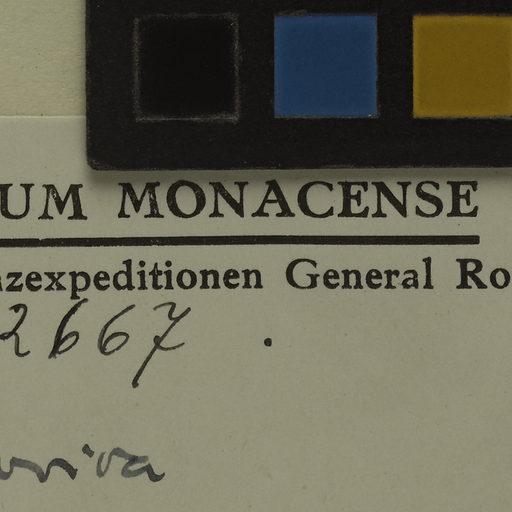 UM MONACENSE
zexpeditionen General Ro
2667 .